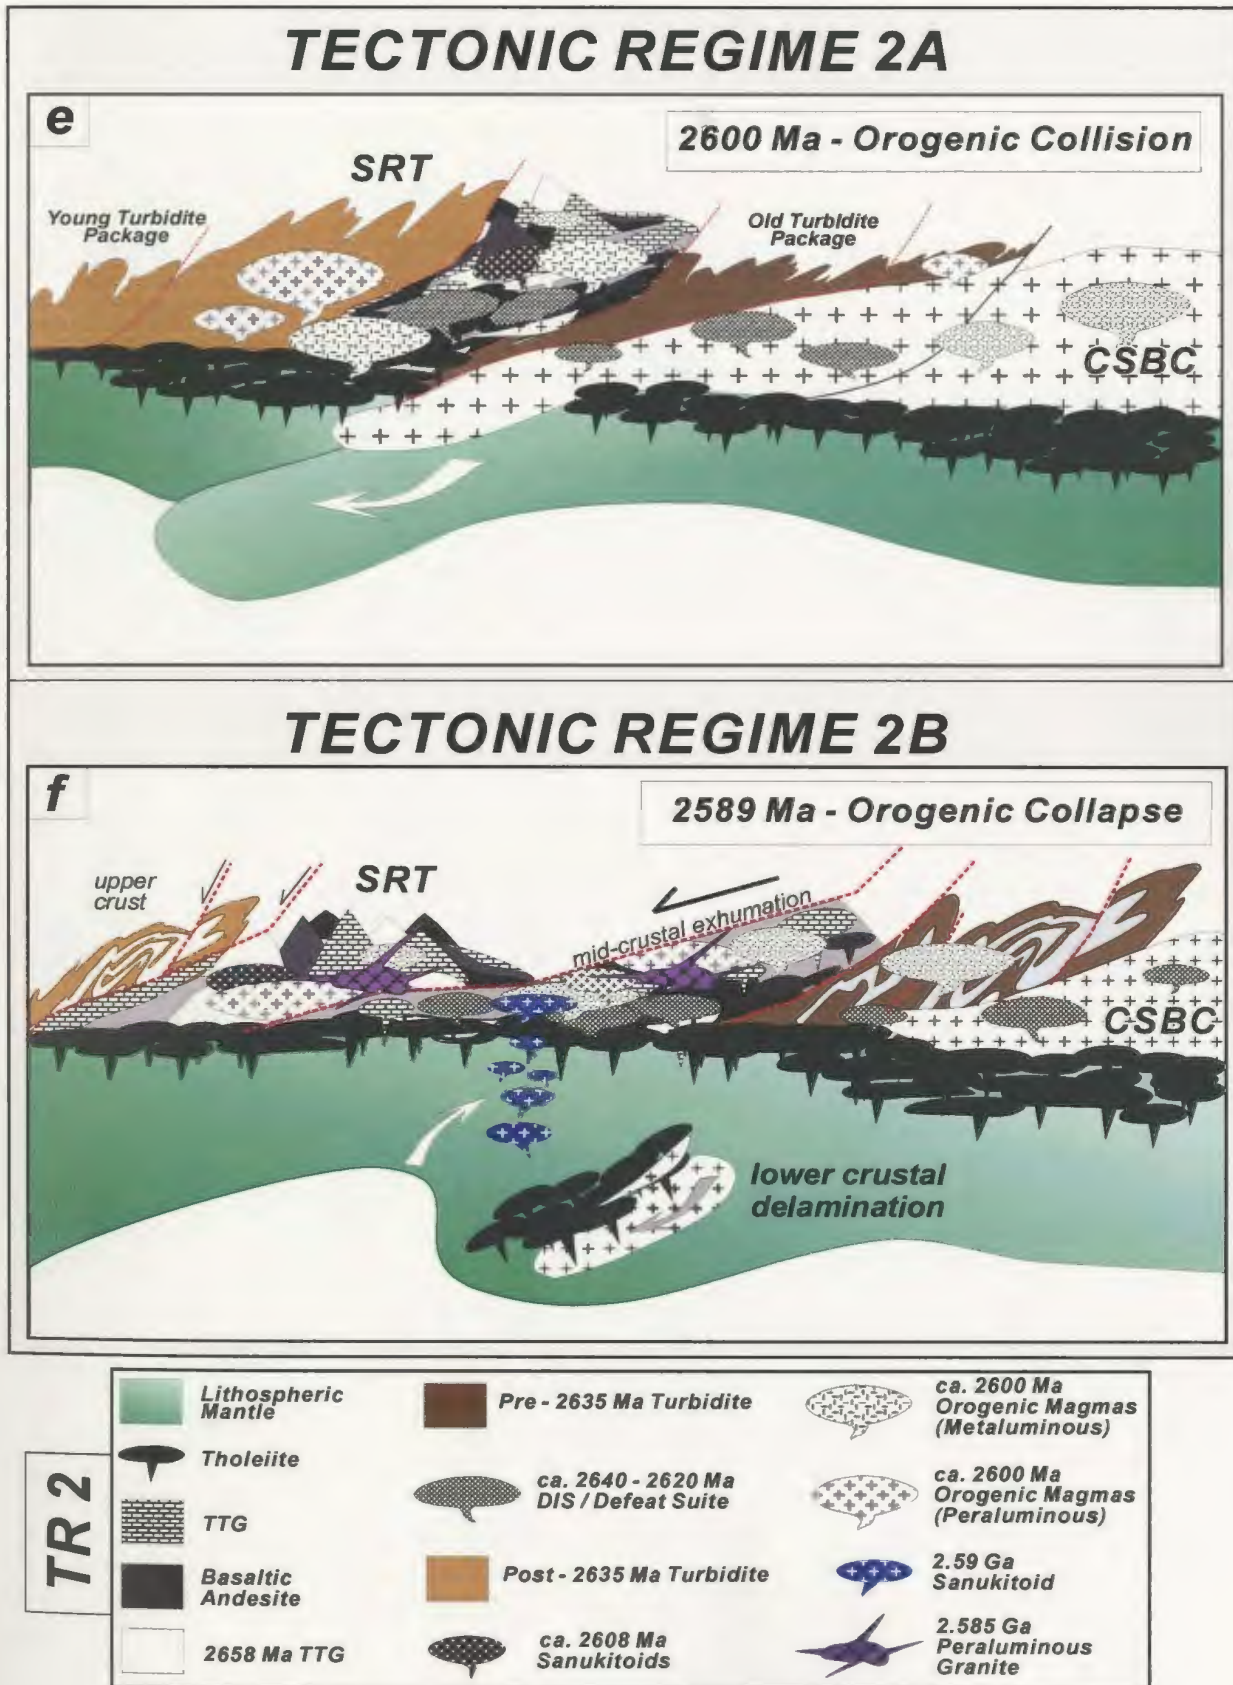 TECTONIC REGIME 2A
e
2600 Ma - Orogenic Collision
SRT
Young Turbidite
Package
Old Turbidite
Package
CSBC
TECTONIC REGIME 2B
f
2589 Ma - Orogenic Collapse
upper
crust
SRT
mid-crustal exhumation
CSBC
lower crustal
delamination
TR 2
Lithospheric
Mantle
Tholeiite
TTG
Basaltic
Andesite
2658 Ma TTG
Pre - 2635 Ma Turbidite
ca. 2640 - 2620 Ma
DIS / Defeat Suite
Post - 2635 Ma Turbidite
ca. 2608 Ma
Sanukitoids
ca. 2600 Ma
Orogenic Magmas
(Metaluminous)
ca. 2600 Ma
Orogenic Magmas
(Peraluminous)
2.59 Ga
Sanukitoid
2.585 Ga
Peraluminous
Granite